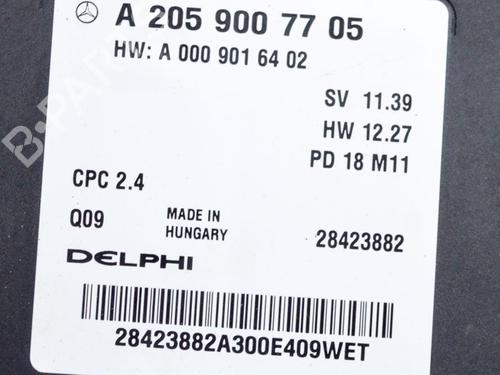 A 205 900 77 05
HW: A 000 901 64 02
SV 11.39
HW 12.27
PD 18 M11
CPC 2.4
Q09
MADE IN
HUNGARY
28423882
DELPHI
28423882A300E409WET
B-PARTS